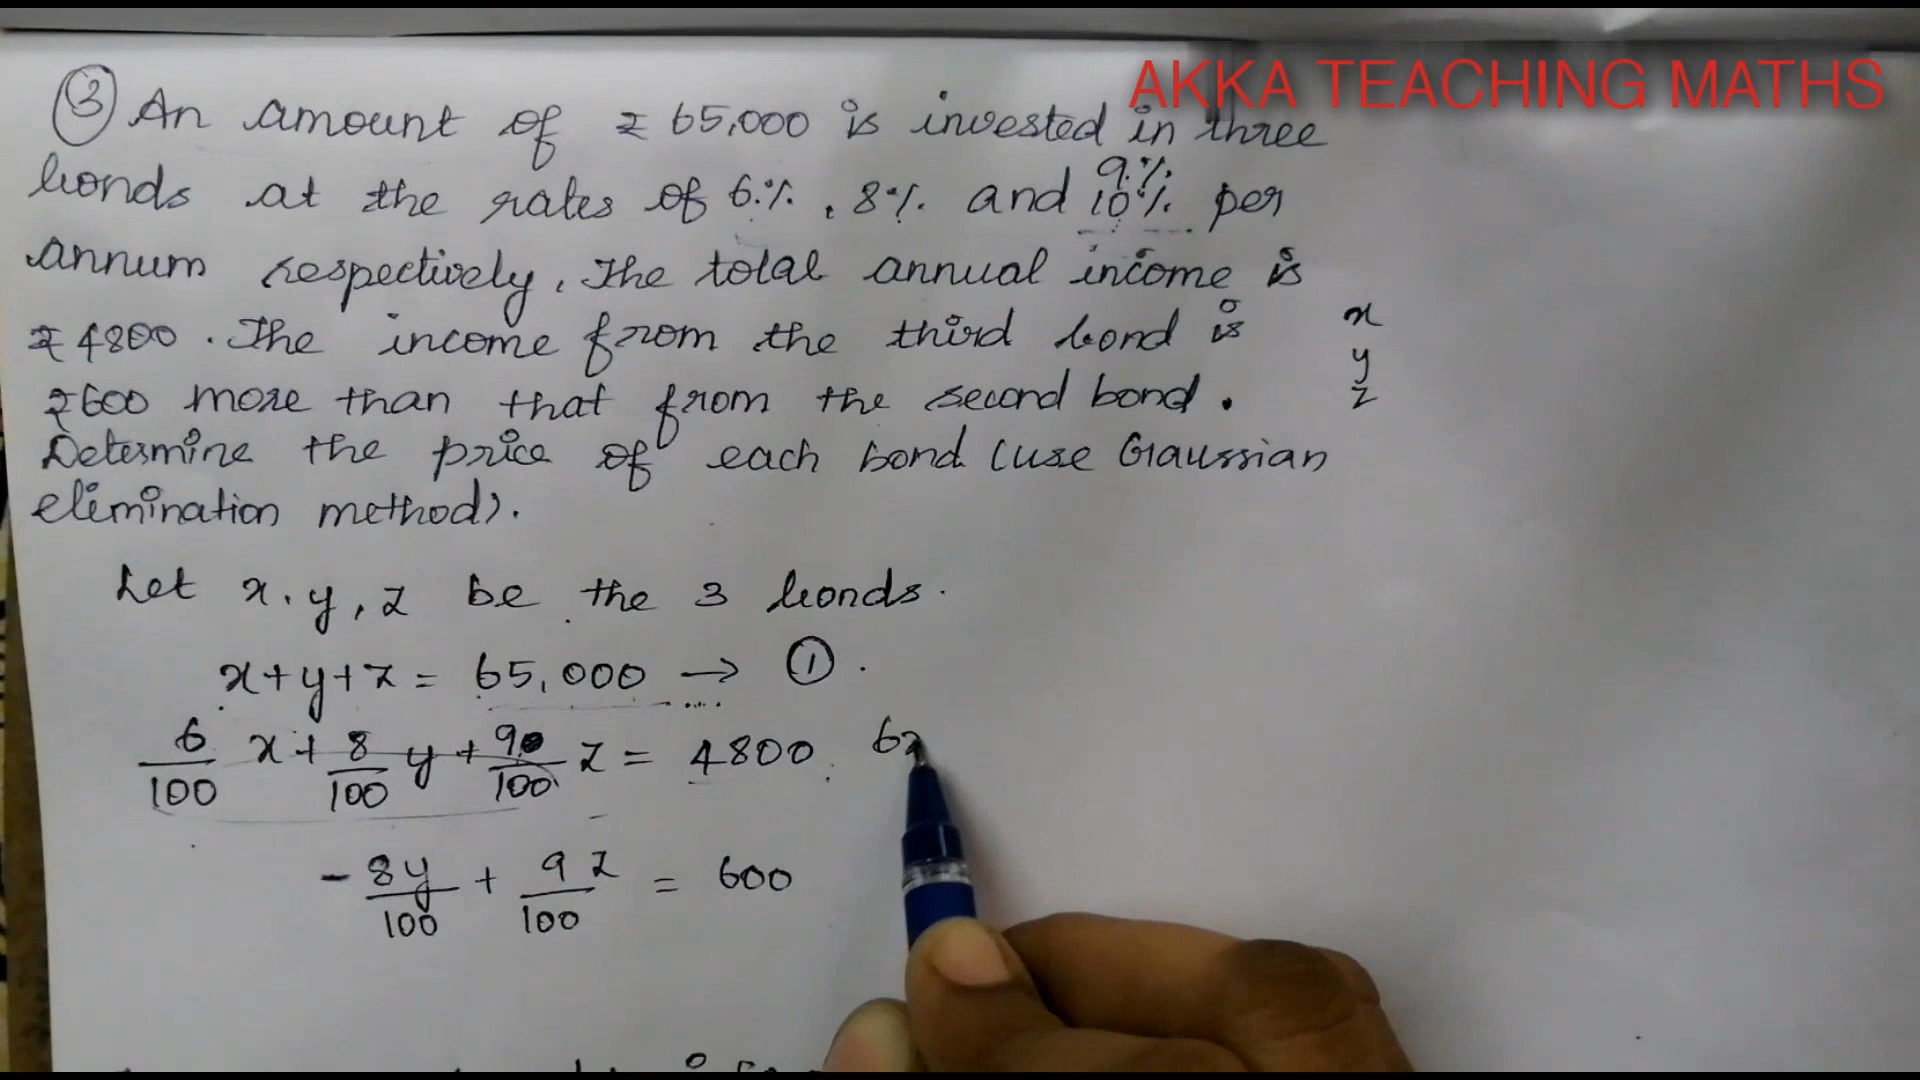 AKKA TEACHING MATHS
③ An amount of ₹ 65,000 is invested in three
bonds at the rates of 6%, 8% and 9% 10% per
annum respectively. The total annual income is
₹ 4800. The income from the third bond is
₹ 600 more than that from the second bond.
Determine the price of each bond (use Gaussian
elimination method).
x
y
z
Let x, y, z be the 3 bonds.
x+y+z = 65,000 → ①.
6/100 x + 8/100 y + 9/100 z = 4800 6x
-8y/100 + 9z/100 = 600